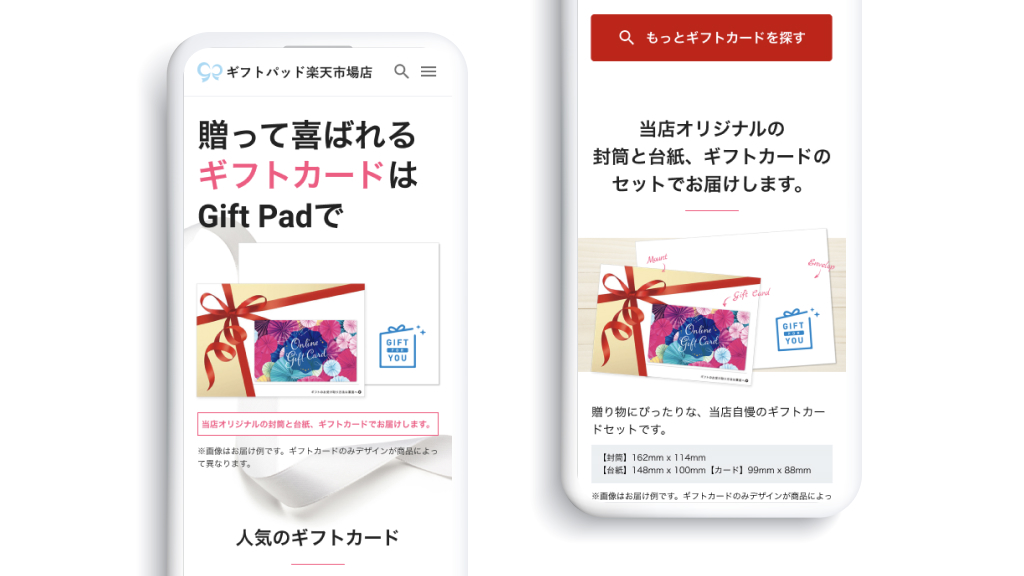 ギフトパッド楽天市場店
贈って喜ばれる
ギフトカードは
Gift Padで
Online
Gift Card
GIFT
FOR
YOU
当店オリジナルの封筒と台紙、ギフトカードでお届けします。
※画像はお届け例です。ギフトカードのみデザインが商品によっ
て異なります。
人気のギフトカード
もっとギフトカードを探す
当店オリジナルの
封筒と台紙、ギフトカードの
セットでお届けします。
Mount
Envelop
Gift Card
Online
Gift Card
GIFT
FOR
YOU
贈り物にぴったりな、当店自慢のギフトカー
ドセットです。
【封筒】162mm x 114mm
【台紙】148mm x 100mm【カード】99mm x 88mm
※画像はお届け例です。ギフトカードのみデザインが商品によっ